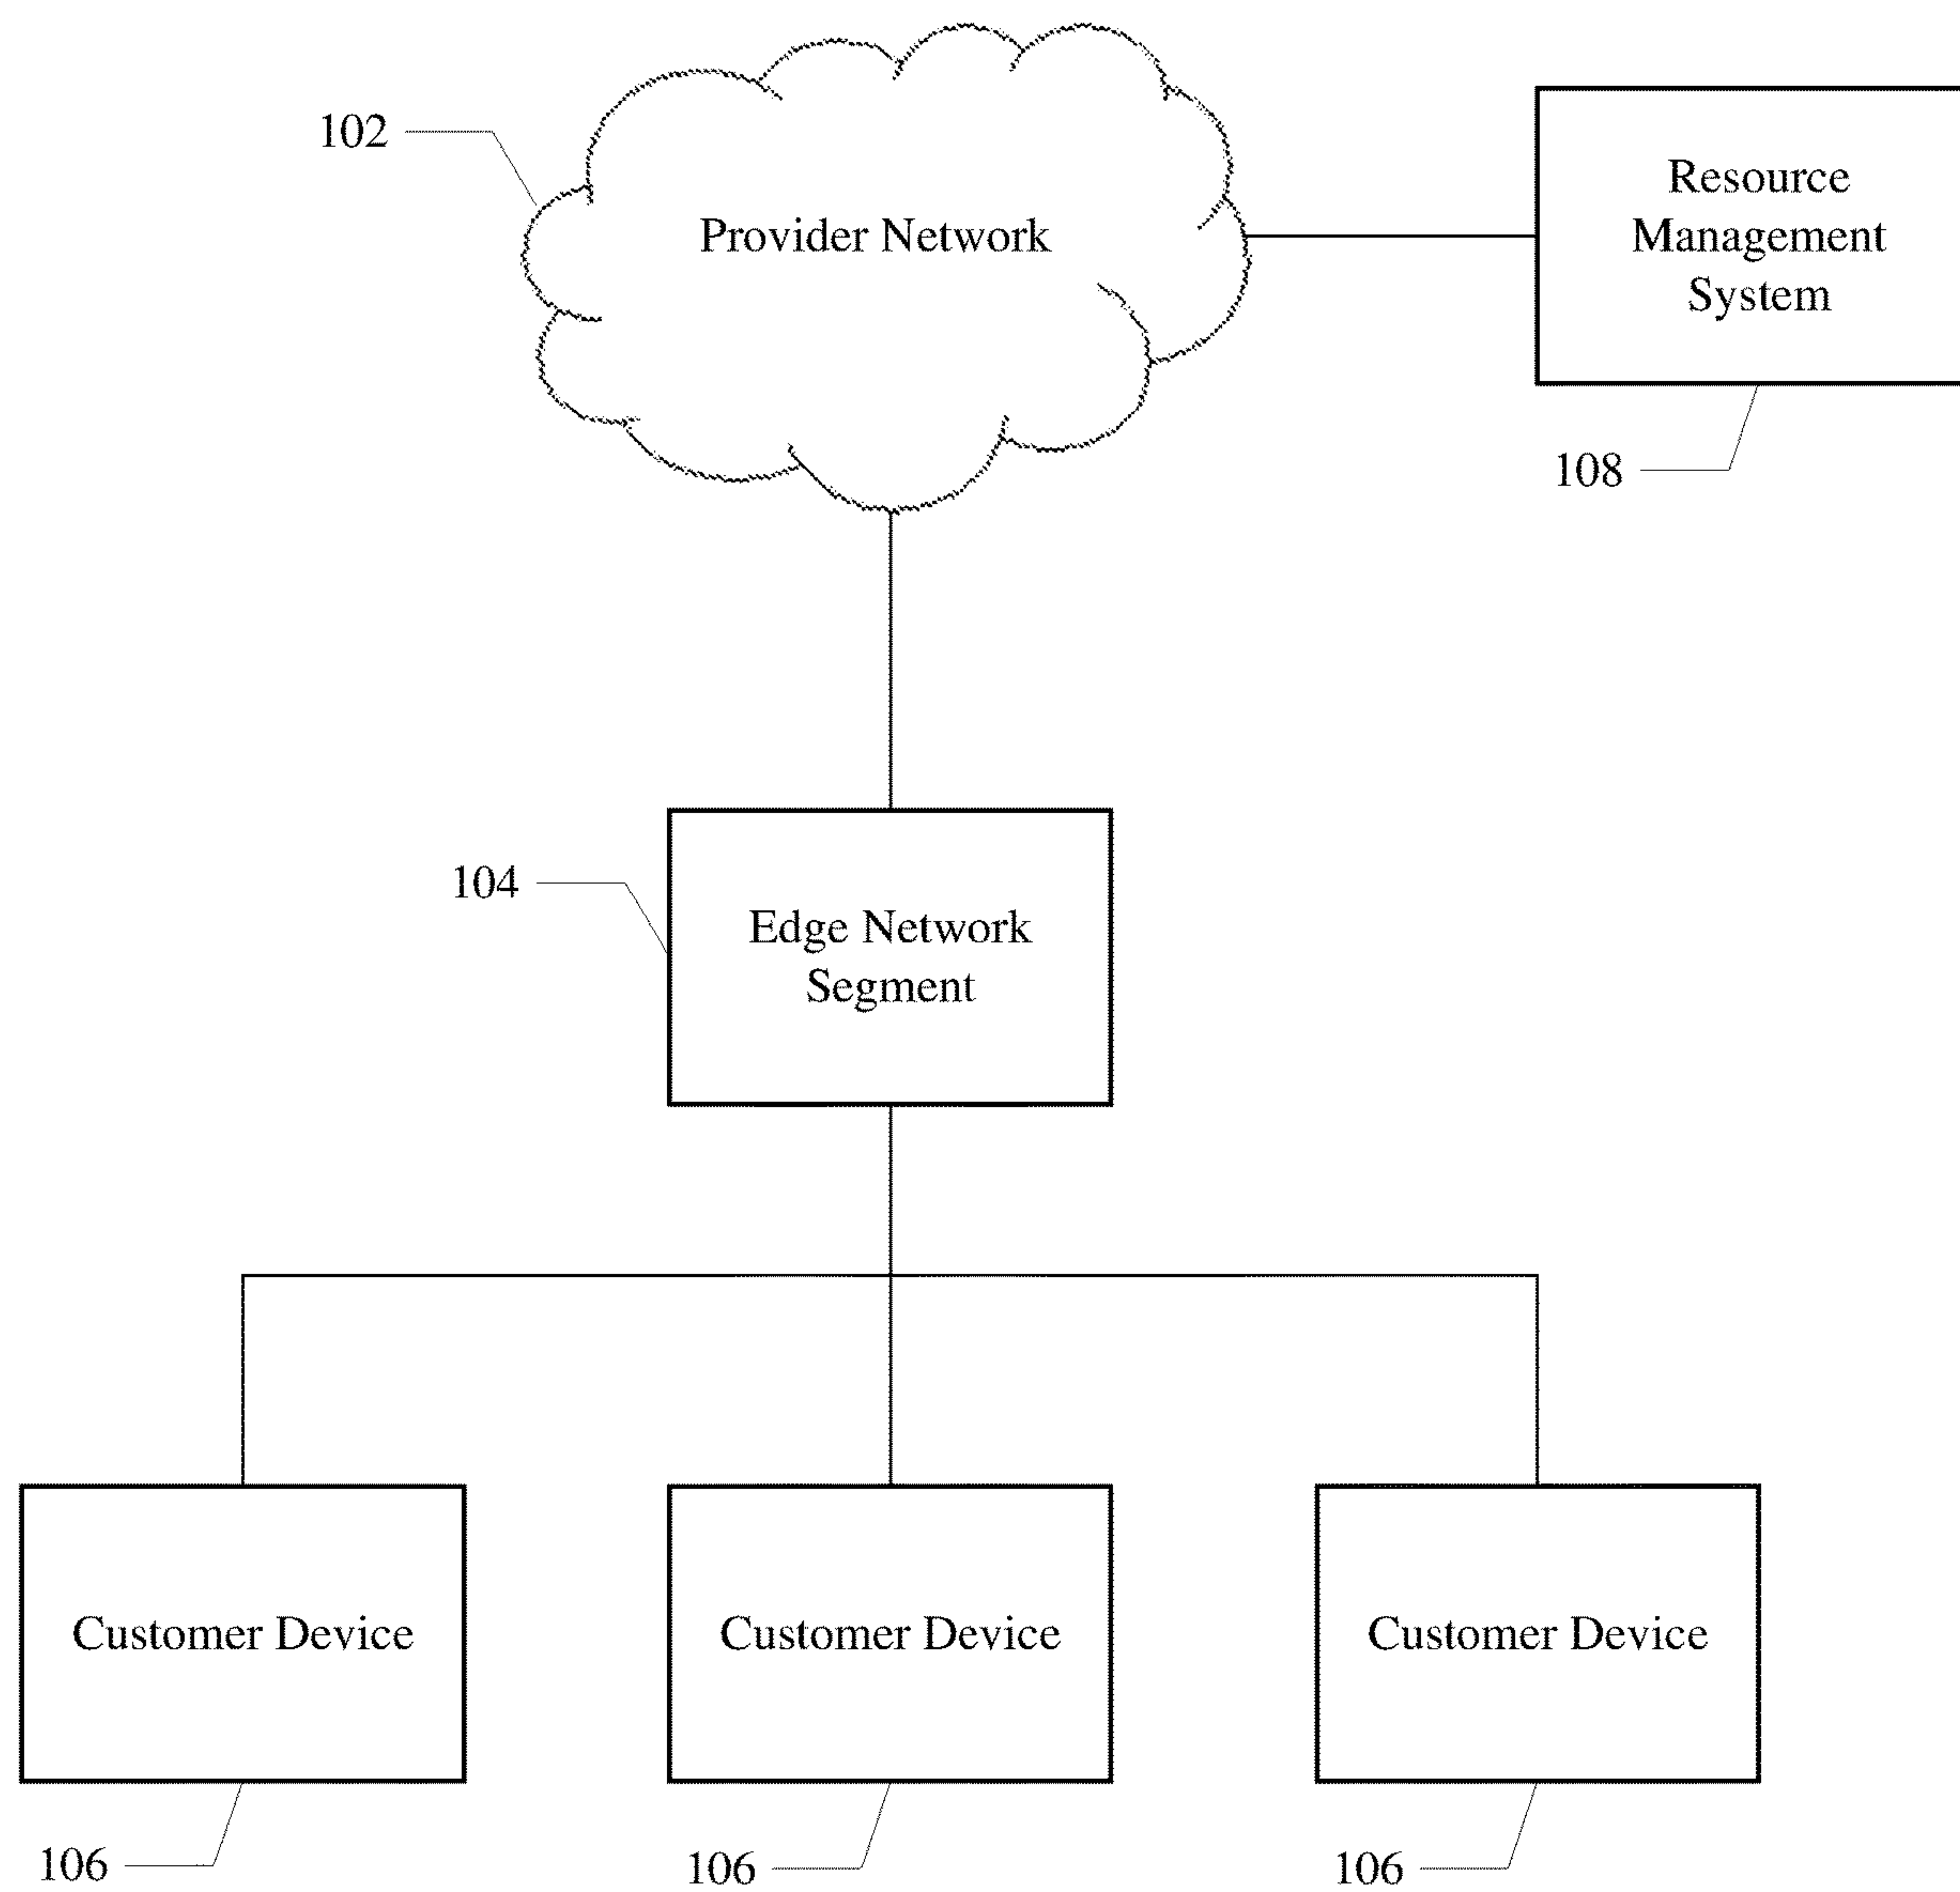 102
Provider Network
Resource
Management
System
108
104
Edge Network
Segment
Customer Device
Customer Device
Customer Device
106
106
106